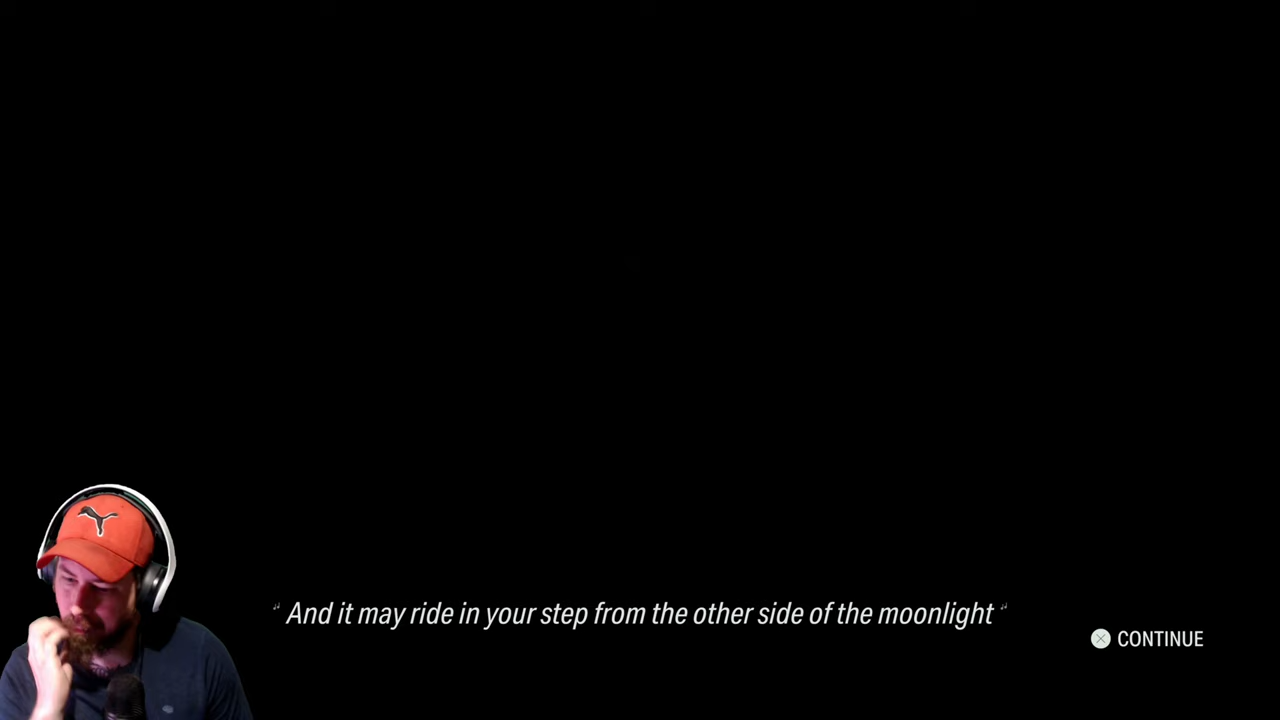 ♫ And it may ride in your step from the other side of the moonlight ♫
CONTINUE